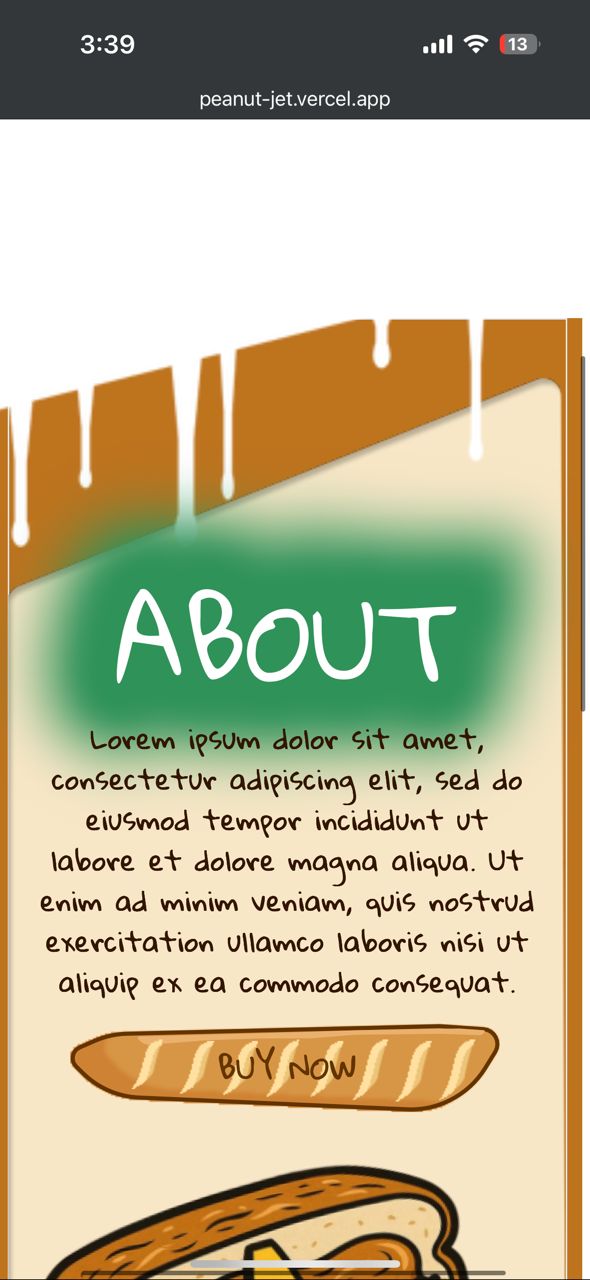 3:39
13
peanut-jet.vercel.app
ABOUT
Lorem ipsum dolor sit amet,
consectetur adipiscing elit, sed do
eiusmod tempor incididunt ut
labore et dolore magna aliqua. Ut
enim ad minim veniam, quis nostrud
exercitation ullamco laboris nisi ut
aliquip ex ea commodo consequat.
BUY NOW